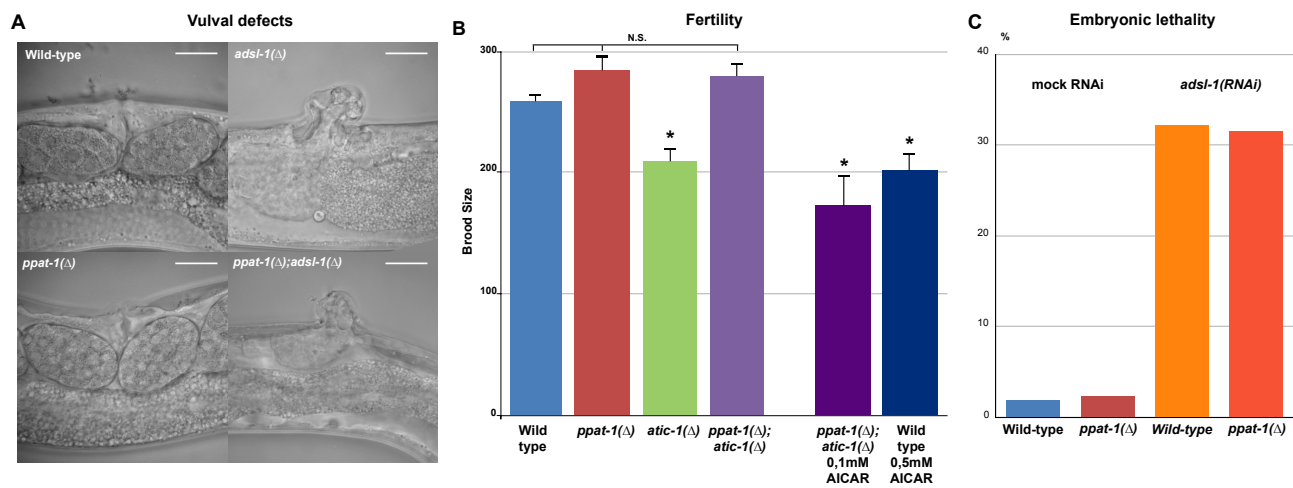 A
Vulval defects
Wild-type
adsl-1(Δ)
ppat-1(Δ)
ppat-1(Δ);adsl-1(Δ)
B
Fertility
N.S.
300
200
100
0
Brood Size
*
*
*
Wild
type
ppat-1(Δ)
atic-1(Δ)
ppat-1(Δ);
atic-1(Δ)
ppat-1(Δ);
atic-1(Δ)
0,1mM
AICAR
Wild
type
0,5mM
AICAR
C
Embryonic lethality
%
40
30
20
10
0
mock RNAi
adsl-1(RNAi)
Wild-type
ppat-1(Δ)
Wild-type
ppat-1(Δ)